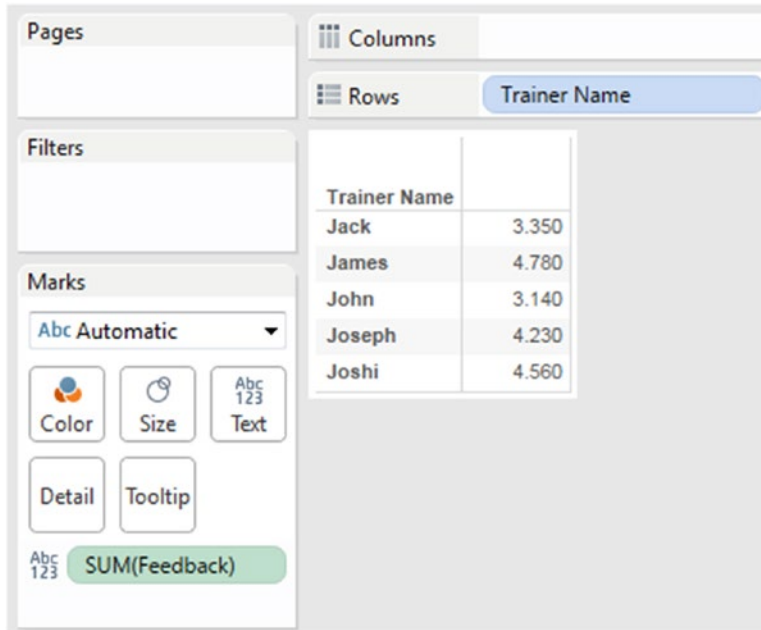 Pages
Columns
Rows Trainer Name
Filters
Trainer Name
Jack 3.350
James 4.780
John 3.140
Joseph 4.230
Joshi 4.560
Marks
Abc Automatic
Color Size Abc 123 Text
Detail Tooltip
Abc 123 SUM(Feedback)